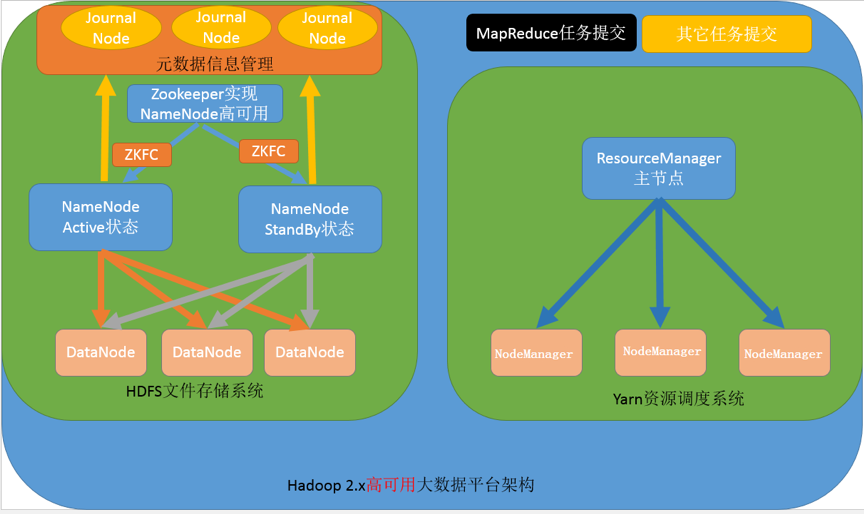 Journal
Node
Journal
Node
Journal
Node
元数据信息管理
Zookeeper实现
NameNode高可用
ZKFC
ZKFC
NameNode
Active状态
NameNode
StandBy状态
DataNode
DataNode
DataNode
HDFS文件存储系统
MapReduce任务提交
其它任务提交
ResourceManager
主节点
NodeManager
NodeManager
NodeManager
Yarn资源调度系统
Hadoop 2.x高可用大数据平台架构